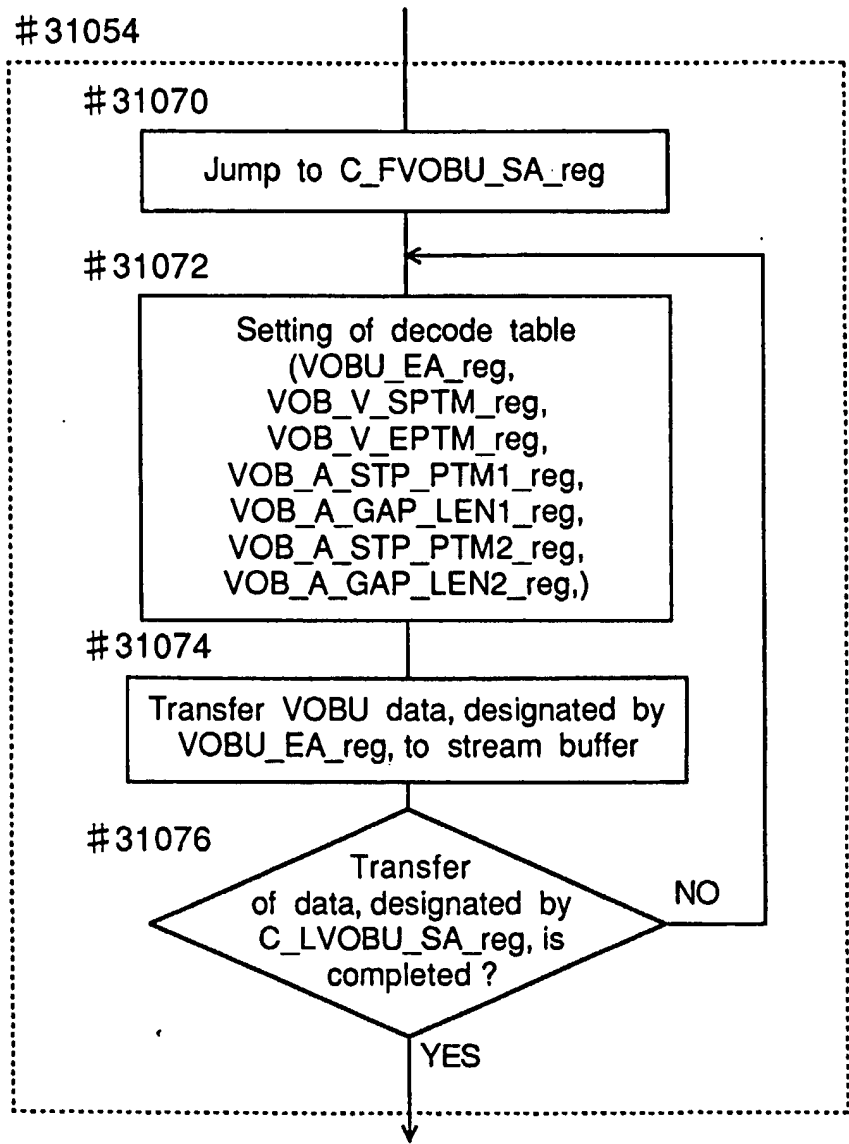 #31054
#31070
Jump to C_FVOBU_SA_reg
#31072
Setting of decode table
(VOBU_EA_reg,
VOB_V_SPTM_reg,
VOB_V_EPTM_reg,
VOB_A_STP_PTM1_reg,
VOB_A_GAP_LEN1_reg,
VOB_A_STP_PTM2_reg,
VOB_A_GAP_LEN2_reg,)
#31074
Transfer VOBU data, designated by
VOBU_EA_reg, to stream buffer
#31076
Transfer
of data, designated by
C_LVOBU_SA_reg, is
completed ?
NO
YES